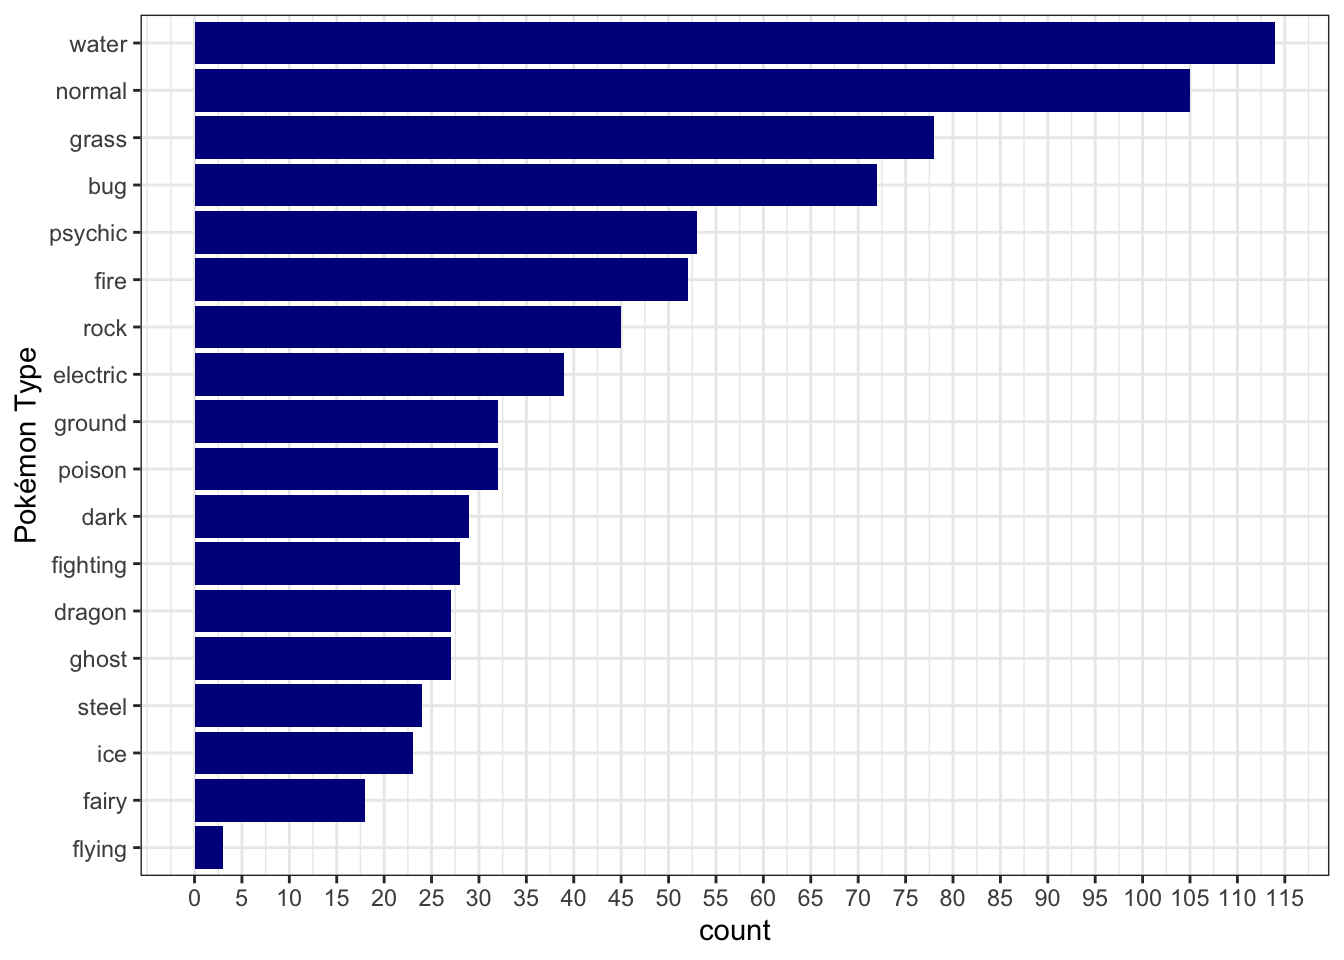 water
normal
grass
bug
psychic
fire
rock
electric
ground
poison
dark
fighting
dragon
ghost
steel
ice
fairy
flying
Pokémon Type
0 5 10 15 20 25 30 35 40 45 50 55 60 65 70 75 80 85 90 95 100 105 110 115
count